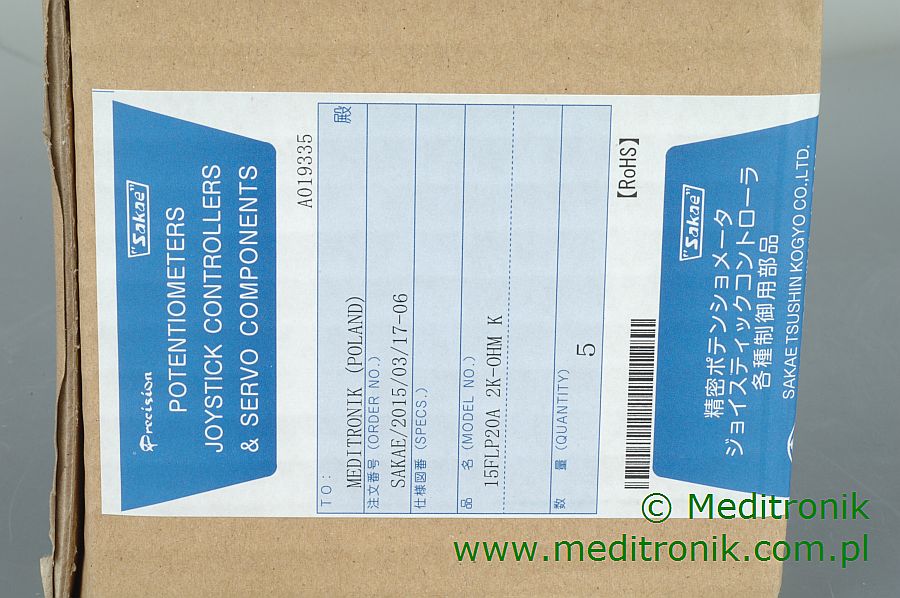 "Sakae"
Precision
POTENTIOMETERS
JOYSTICK CONTROLLERS
& SERVO COMPONENTS
A019335
TO: 殿
MEDITRONIK (POLAND)
注文番号 (ORDER NO.)
SAKAE/2015/03/17-06
仕様図番 (SPECS.)
品 名 (MODEL NO.)
15FLP20A 2K-OHM K
数 量 (QUANTITY)
5
【RoHS】
"Sakae"
精密ポテンショメータ
ジョイスティックコントローラ
各種制御用部品
SAKAE TSUSHIN KOGYO CO.,LTD.
© Meditronik
www.meditronik.com.pl